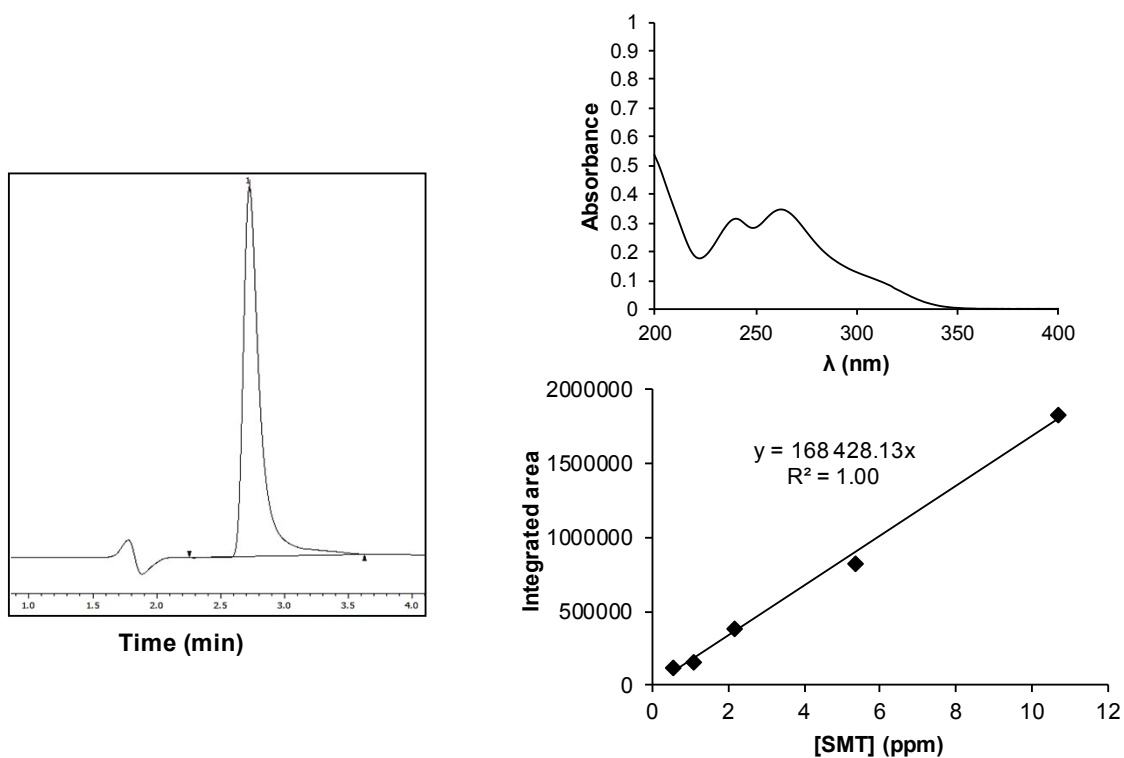 1
1.0 1.5 2.0 2.5 3.0 3.5 4.0
Time (min)
1
0.9
0.8
0.7
0.6
0.5
0.4
0.3
0.2
0.1
0
Absorbance
200 250 300 350 400
λ (nm)
2000000
1500000
1000000
500000
0
Integrated area
y = 168 428.13x
R² = 1.00
0 2 4 6 8 10 12
[SMT] (ppm)